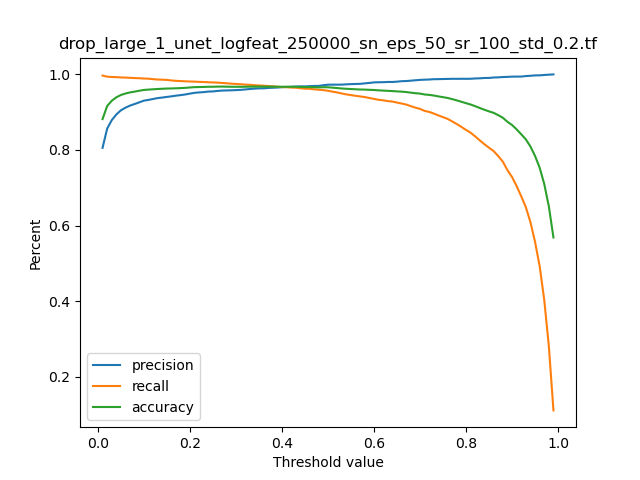 drop_large_1_unet_logfeat_250000_sn_eps_50_sr_100_std_0.2.tf
1.0
0.8
0.6
0.4
0.2
Percent
precision
recall
accuracy
0.0 0.2 0.4 0.6 0.8 1.0
Threshold value